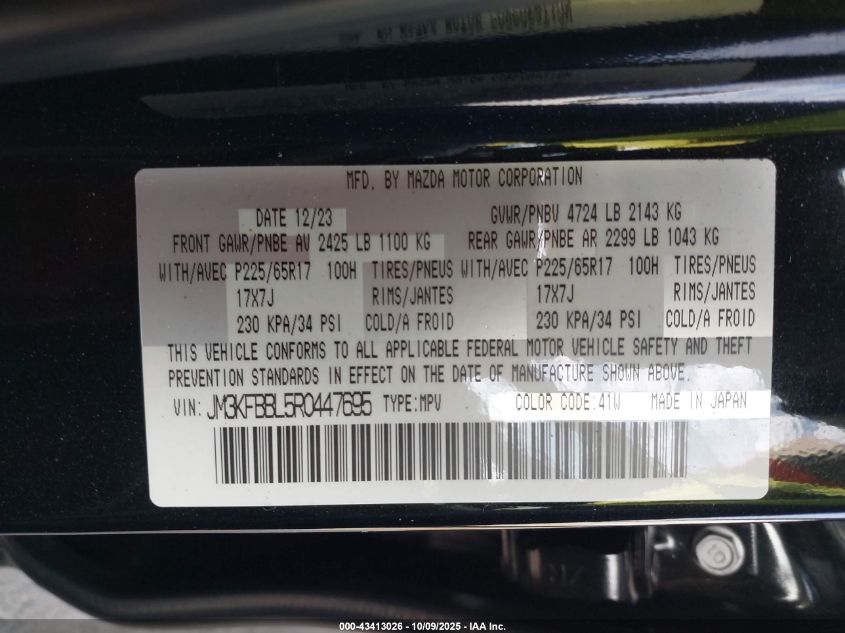 MFD. BY MAZDA MOTOR CORPORATION
DATE 12/23 GVWR/PNBV 4724 LB 2143 KG
FRONT GAWR/PNBE AV 2425 LB 1100 KG REAR GAWR/PNBE AR 2299 LB 1043 KG
WITH/AVEC P225/65R17 100H TIRES/PNEUS WITH/AVEC P225/65R17 100H TIRES/PNEUS
17X7J RIMS/JANTES 17X7J RIMS/JANTES
230 KPA/34 PSI COLD/A FROID 230 KPA/34 PSI COLD/A FROID
THIS VEHICLE CONFORMS TO ALL APPLICABLE FEDERAL MOTOR VEHICLE SAFETY AND THEFT
PREVENTION STANDARDS IN EFFECT ON THE DATE OF MANUFACTURE SHOWN ABOVE.
VIN: JM3KFBBL5R0447695 TYPE:MPV COLOR CODE:41W MADE IN JAPAN
000-43413026 - 10/09/2025 - IAA Inc.